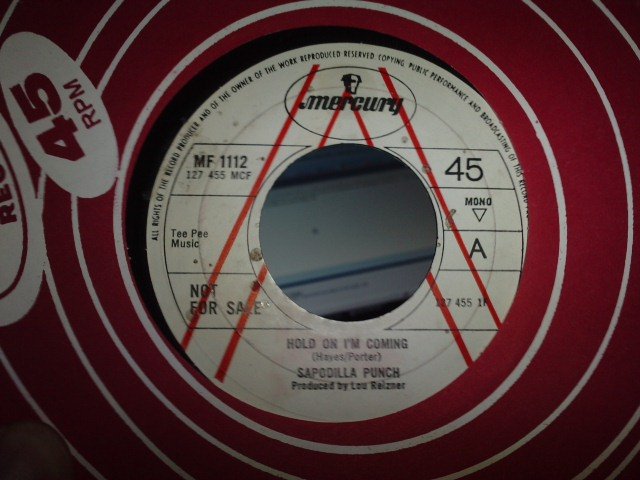 45
RPM
ALL RIGHTS OF THE RECORD PRODUCER AND OF THE OWNER OF THE WORK REPRODUCED RESERVED COPYING, PUBLIC PERFORMANCE AND BROADCASTING OF
mercury
MF 1112
127 455 MCF
45
MONO
A
Tee Pee
Music
NOT
FOR SALE
127 455 1F
HOLD ON I'M COMING
(Hayes/Porter)
SAPODILLA PUNCH
Produced by Lou Reizner